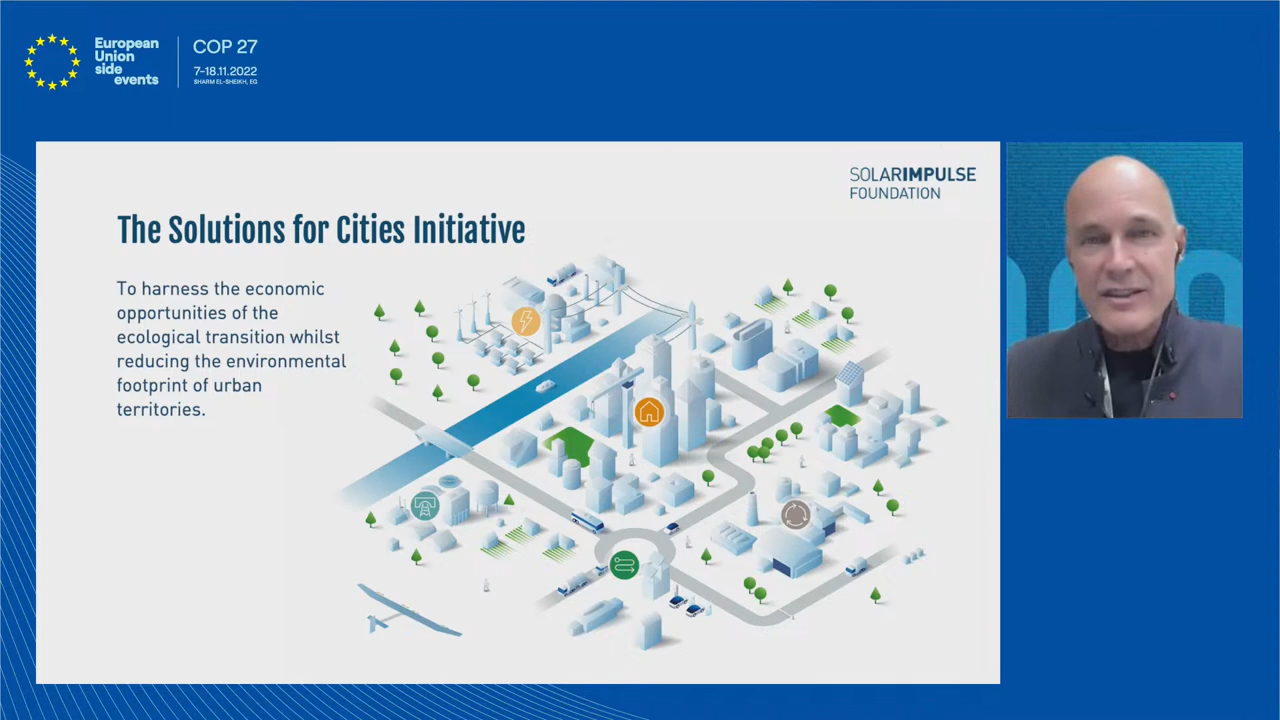 European
Union
side
events
COP 27
7-18.11.2022
SHARM EL-SHEIKH, EG
SOLARIMPULSE
FOUNDATION
The Solutions for Cities Initiative
To harness the economic
opportunities of the
ecological transition whilst
reducing the environmental
footprint of urban
territories.